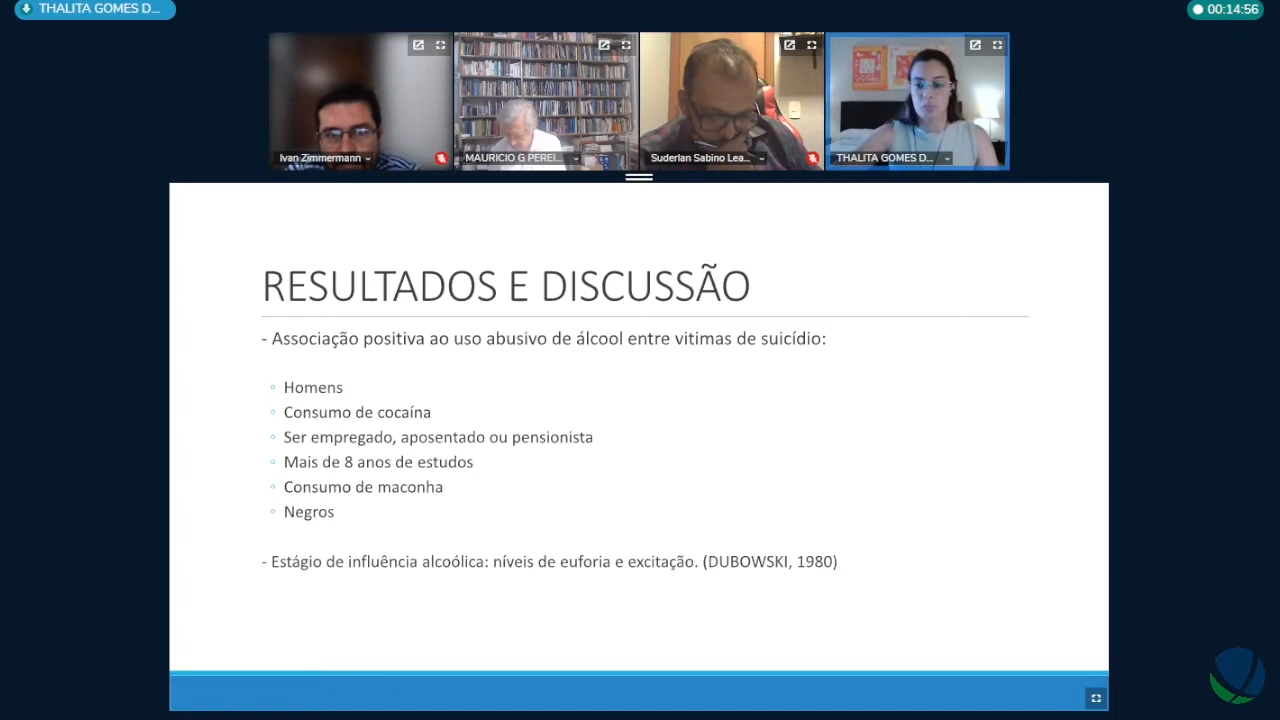 THALITA GOMES D...
00:14:56
Ivan Zimmermann
MAURICIO G PEREI...
Suderlan Sabino Lea...
THALITA GOMES D...
RESULTADOS E DISCUSSÃO
- Associação positiva ao uso abusivo de álcool entre vitimas de suicídio:
◦ Homens
◦ Consumo de cocaína
◦ Ser empregado, aposentado ou pensionista
◦ Mais de 8 anos de estudos
◦ Consumo de maconha
◦ Negros
- Estágio de influência alcoólica: níveis de euforia e excitação. (DUBOWSKI, 1980)